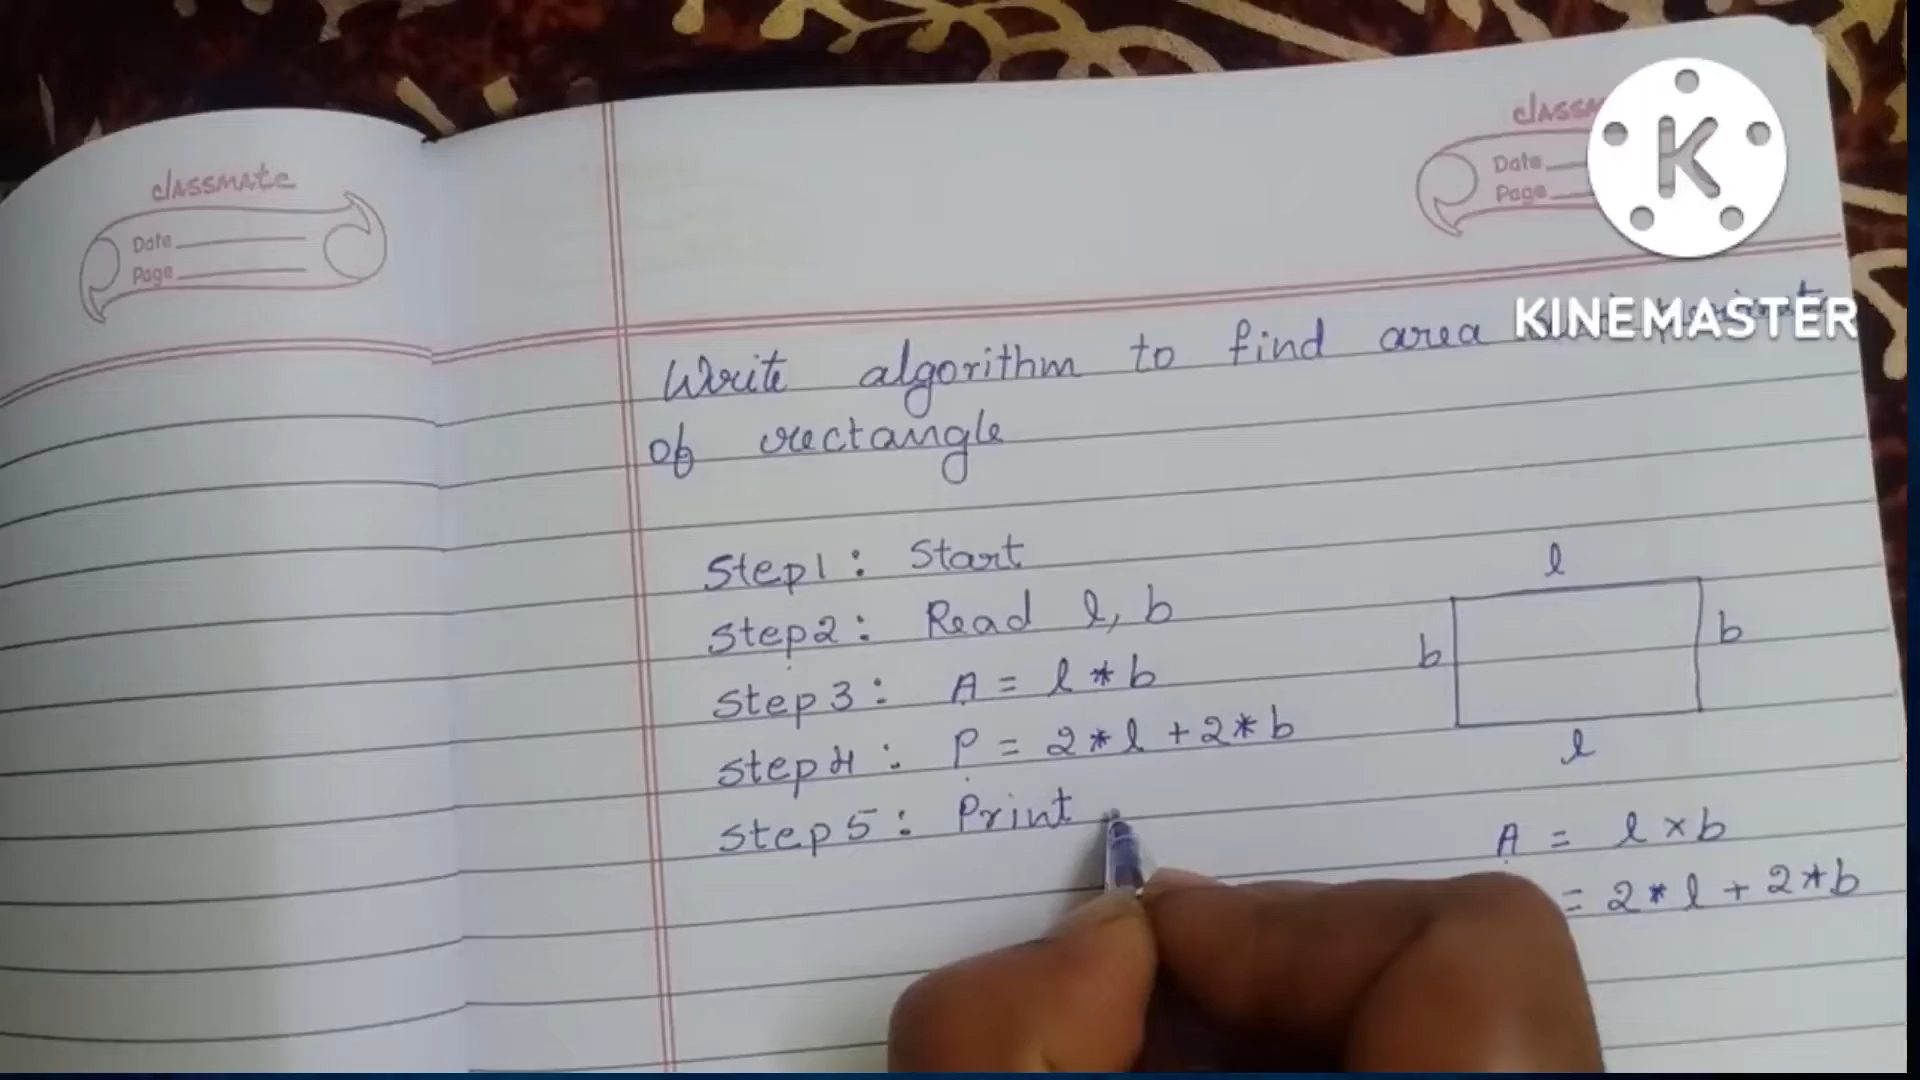 classmate
Date
Page
Date
Page
KINEMASTER
Write algorithm to find area
of rectangle
Step1: Start
Step2: Read l, b
Step3: A = l * b
Step4: P = 2 * l + 2 * b
Step5: Print
l
b
b
l
A = l × b
= 2 * l + 2 * b